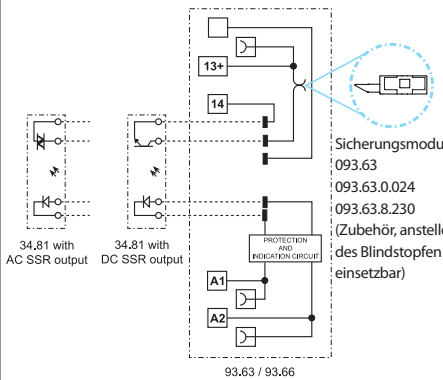 13+
14
Sicherungsmodu
093.63
093.63.0.024
093.63.8.230
(Zubehör, anstelle
des Blindstopfen
einsetzbar)
34.81 with
AC SSR output
34.81 with
DC SSR output
PROTECTION
AND
INDICATION CIRCUIT
A1
A2
93.63 / 93.66